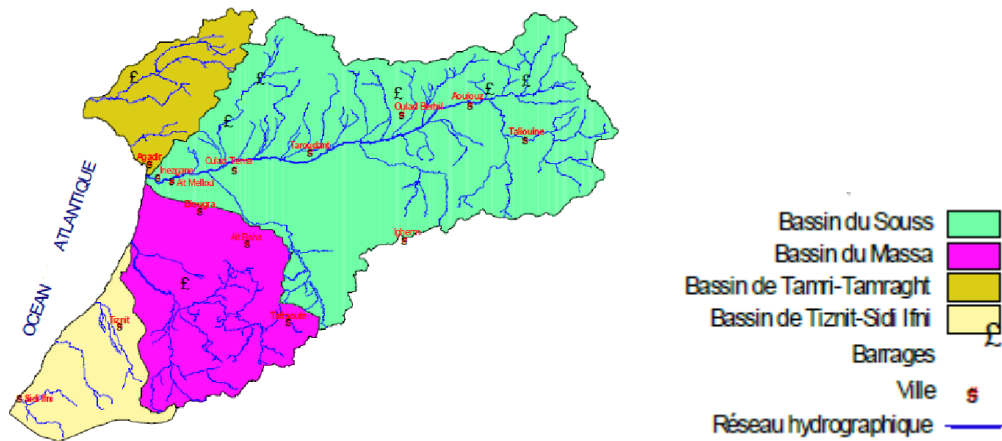 Oulad Berhil
Aoulouz
Taliouine
Taroudant
Agadir
Inezgane
Oulad Teima
Ait Melloul
Biougra
Ait Baha
Igherm
Tafraoute
Tiznit
Sidi Ifni
OCEAN ATLANTIQUE
Bassin du Souss
Bassin du Massa
Bassin de Tamri-Tamraght
Bassin de Tiznit-Sidi Ifni
Barrages £
Ville
Réseau hydrographique